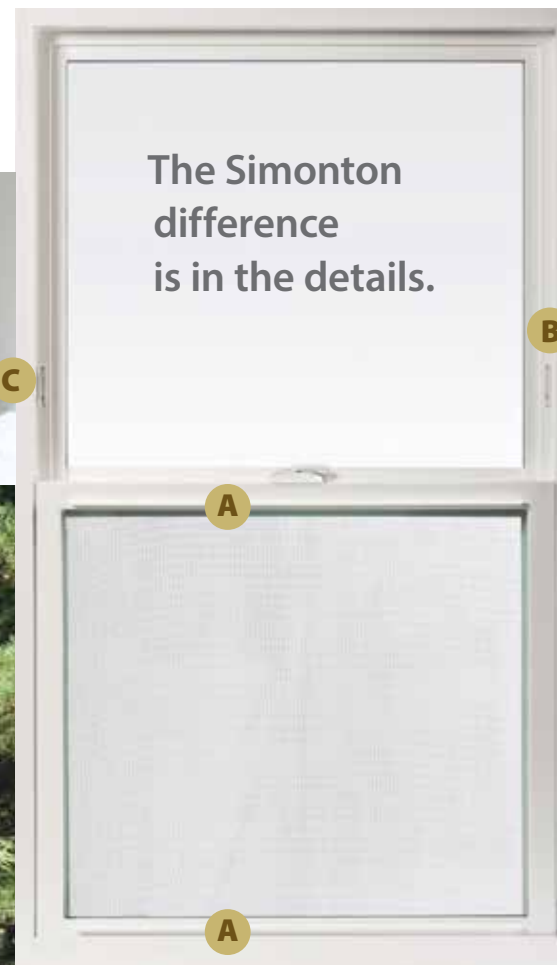 The Simonton
difference
is in the details.
B
C
A
A